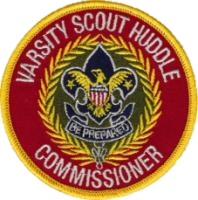 VARSITY SCOUT HUDDLE
BE PREPARED
COMMISSIONER